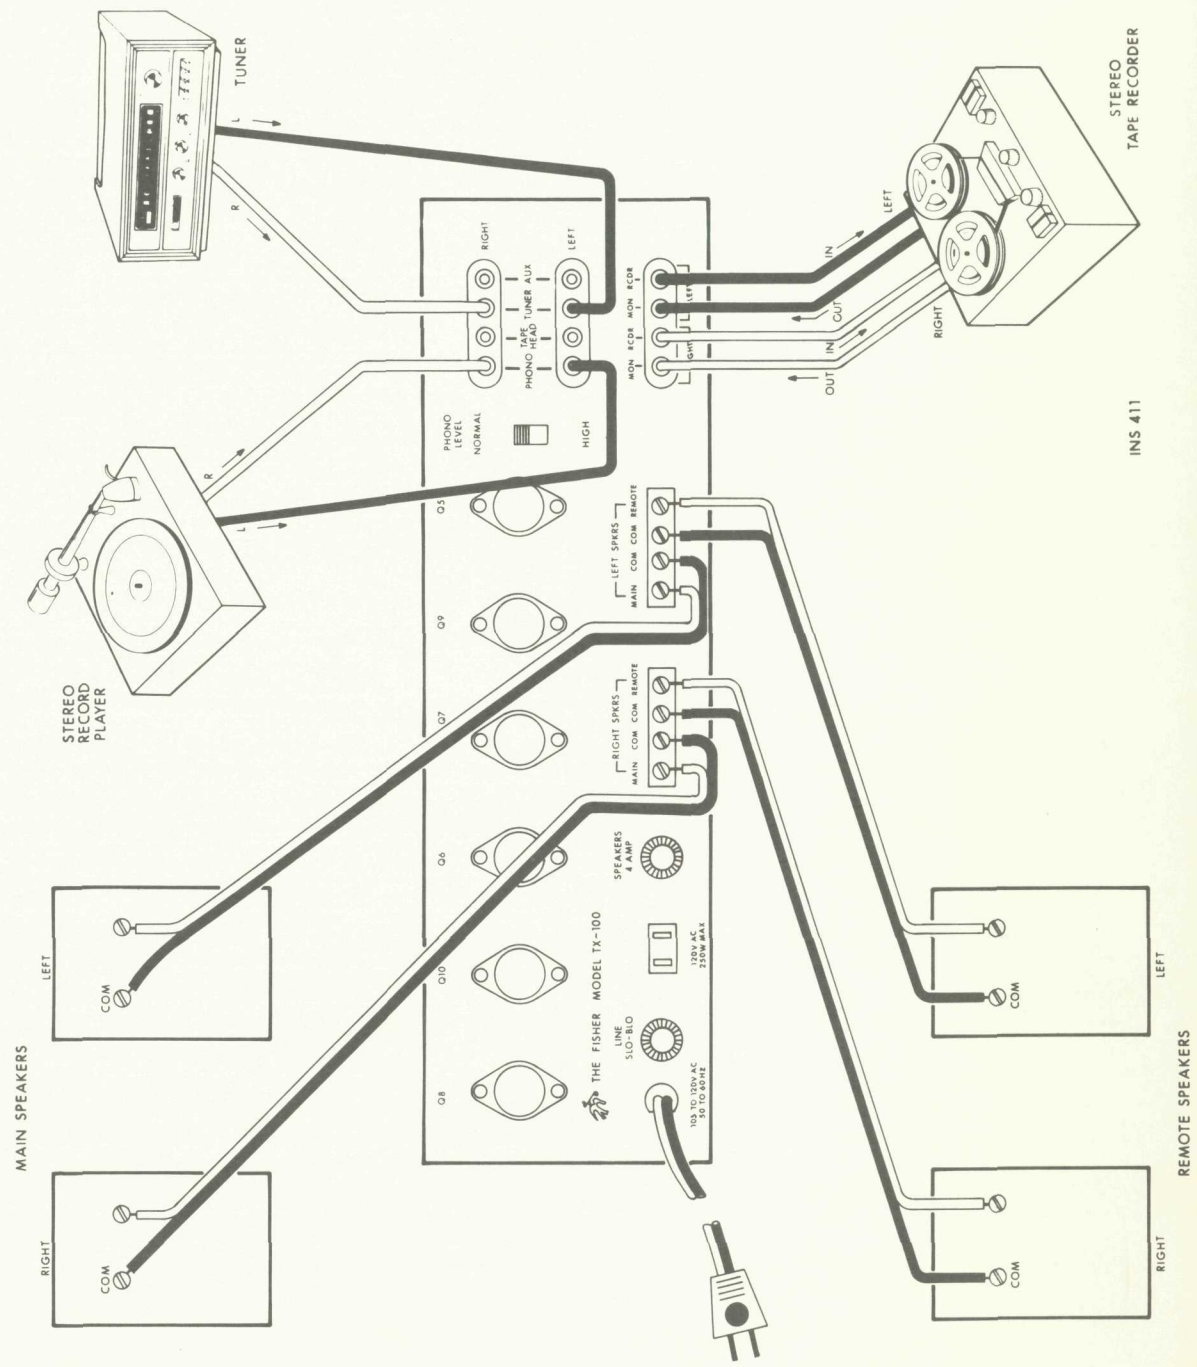 MAIN SPEAKERS
RIGHT
COM
LEFT
COM
STEREO
RECORD
PLAYER
L
R
TUNER
R
L
Q8
Q10
Q6
Q7
Q9
Q5
PHONO
LEVEL
NORMAL
HIGH
RIGHT
PHONO
TAPE
HEAD
TUNER
AUX
LEFT
THE FISHER MODEL TX-100
LINE
SLO-BLO
SPEAKERS
4 AMP
RIGHT SPKRS
MAIN COM COM REMOTE
LEFT SPKRS
MAIN COM COM REMOTE
MON RCDR MON RCDR
LEFT
105 TO 120V AC
50 TO 60HZ
120V AC
250W MAX
OUT
IN
OUT
IN
LEFT
RIGHT
STEREO
TAPE RECORDER
INS 411
COM
RIGHT
COM
LEFT
REMOTE SPEAKERS